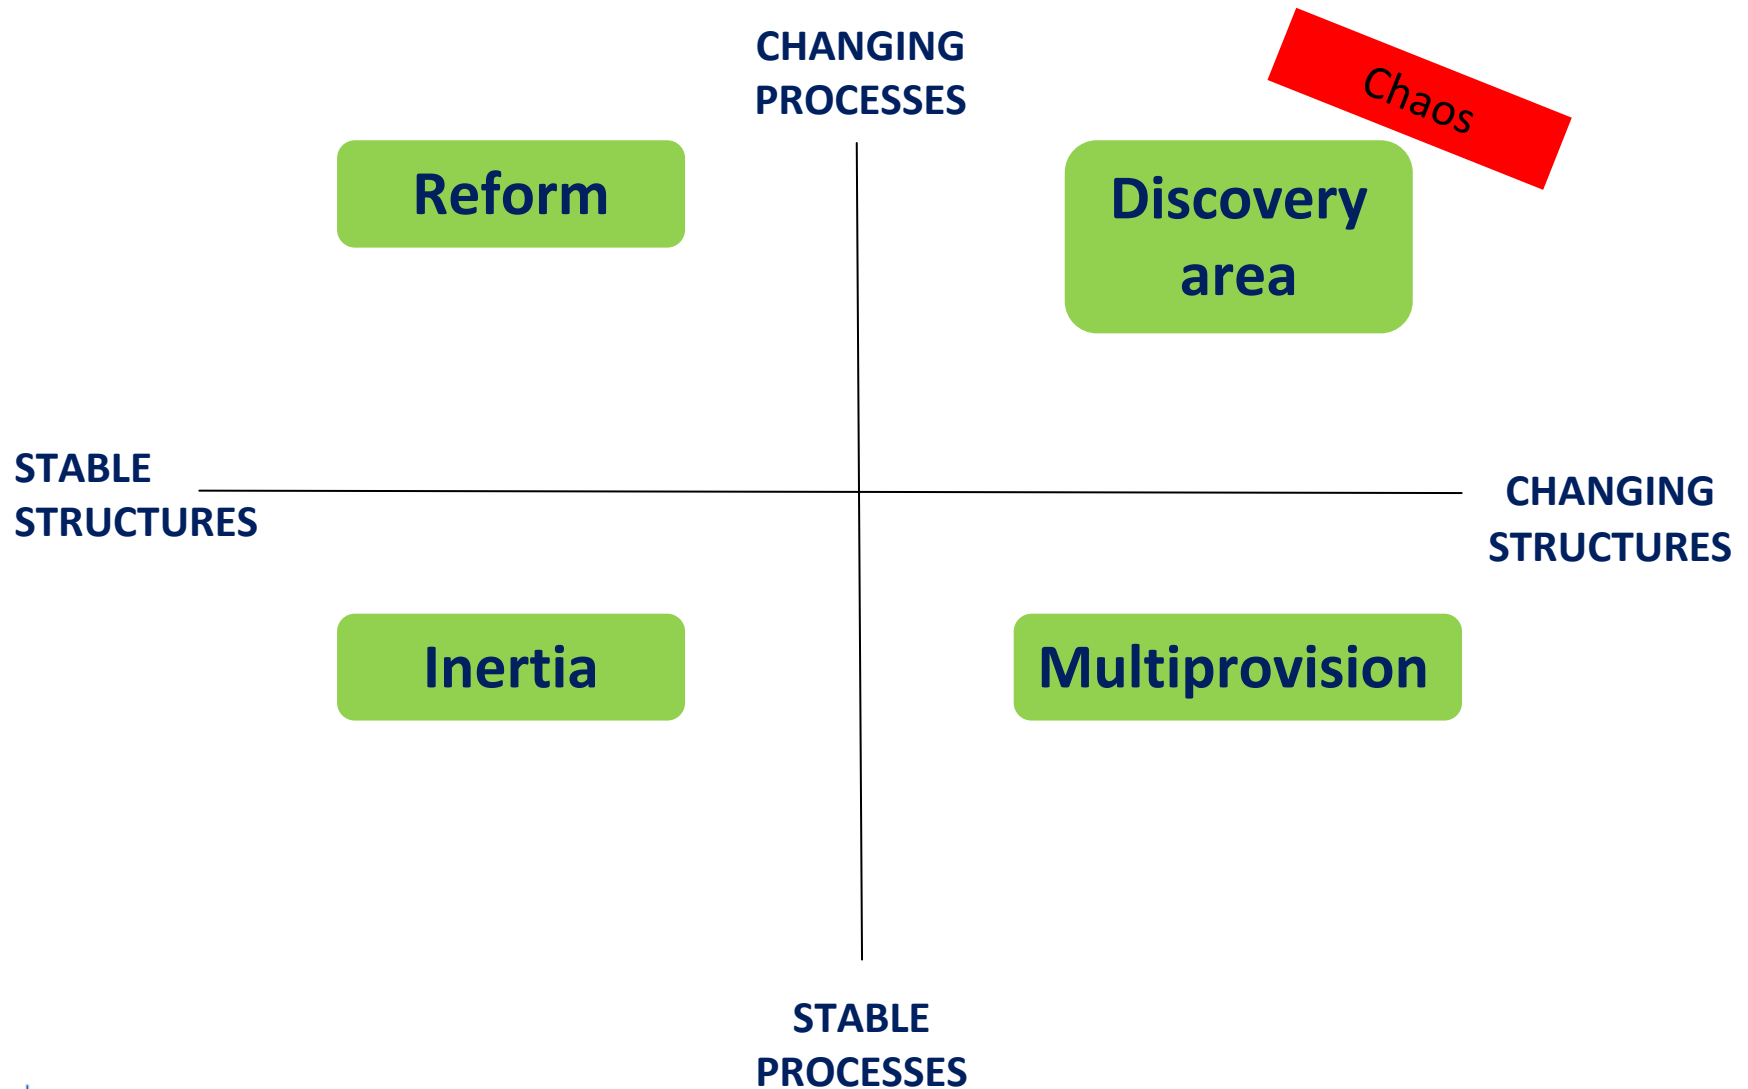 CHANGING
PROCESSES
Chaos
Reform
Discovery
area
STABLE
STRUCTURES
CHANGING
STRUCTURES
Inertia
Multiprovision
STABLE
PROCESSES